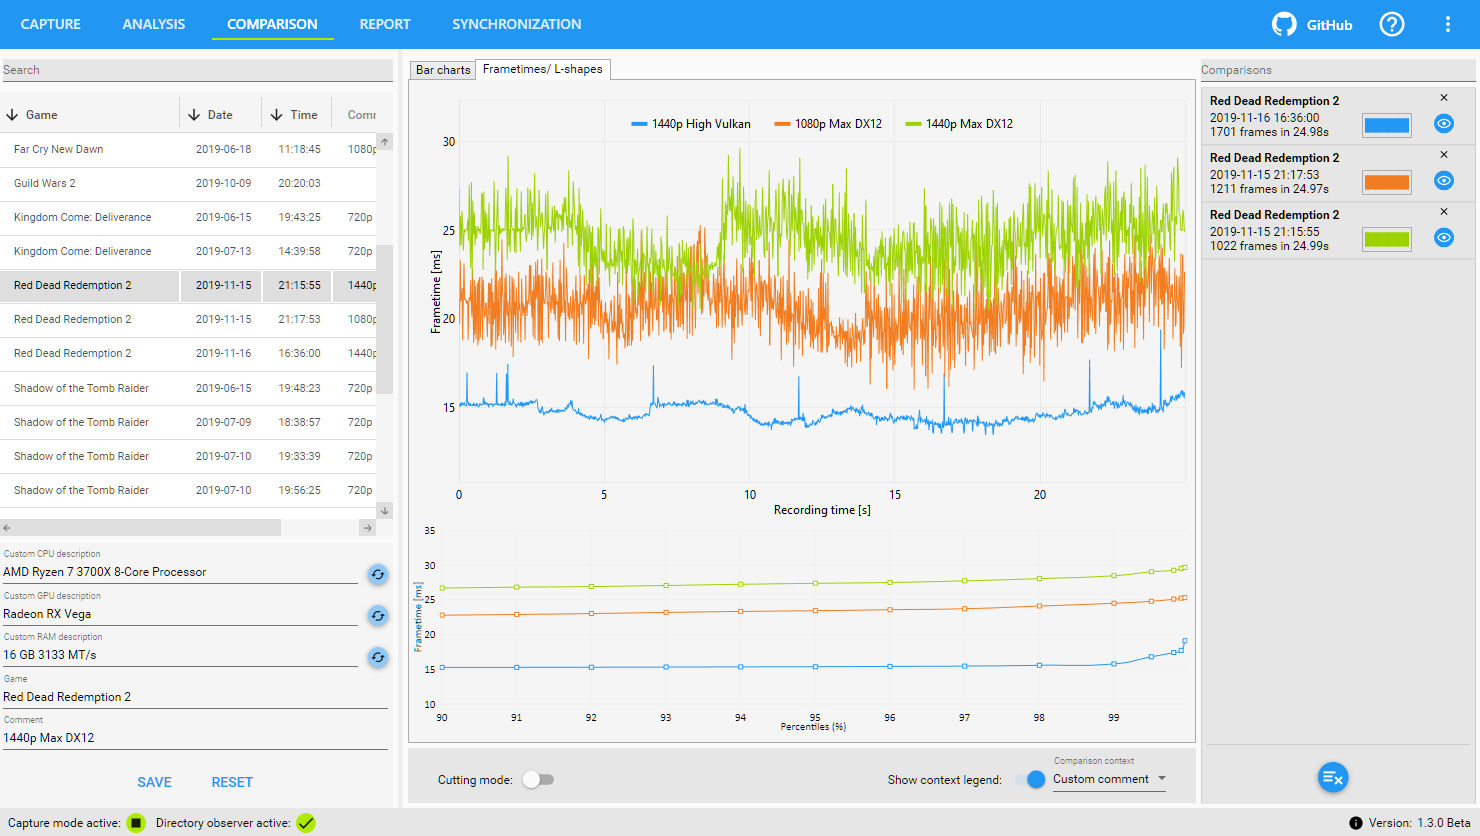 CAPTURE ANALYSIS COMPARISON REPORT SYNCHRONIZATION GitHub
Search
Game Date Time Comr
Far Cry New Dawn 2019-06-18 11:18:45 1080p
Guild Wars 2 2019-10-09 20:20:03
Kingdom Come: Deliverance 2019-06-15 19:43:25 720p
Kingdom Come: Deliverance 2019-07-13 14:39:58 720p
Red Dead Redemption 2 2019-11-15 21:15:55 1440p
Red Dead Redemption 2 2019-11-15 21:17:53 1080p
Red Dead Redemption 2 2019-11-16 16:36:00 1440p
Shadow of the Tomb Raider 2019-06-15 19:48:23 720p
Shadow of the Tomb Raider 2019-07-09 18:38:57 720p
Shadow of the Tomb Raider 2019-07-10 19:33:39 720p
Shadow of the Tomb Raider 2019-07-10 19:56:25 720p
Custom CPU description
AMD Ryzen 7 3700X 8-Core Processor
Custom GPU description
Radeon RX Vega
Custom RAM description
16 GB 3133 MT/s
Game
Red Dead Redemption 2
Comment
1440p Max DX12
SAVE RESET
Bar charts Frametimes/ L-shapes
1440p High Vulkan 1080p Max DX12 1440p Max DX12
30
25
20
15
Frametime [ms]
0 5 10 15 20
Recording time [s]
35
30
25
20
15
10
Frametime [ms]
90 91 92 93 94 95 96 97 98 99
Percentiles (%)
Cutting mode: Show context legend:
Comparison context
Custom comment
Comparisons
Red Dead Redemption 2
2019-11-16 16:36:00
1701 frames in 24.98s
Red Dead Redemption 2
2019-11-15 21:17:53
1211 frames in 24.97s
Red Dead Redemption 2
2019-11-15 21:15:55
1022 frames in 24.99s
Capture mode active: Directory observer active: Version: 1.3.0 Beta